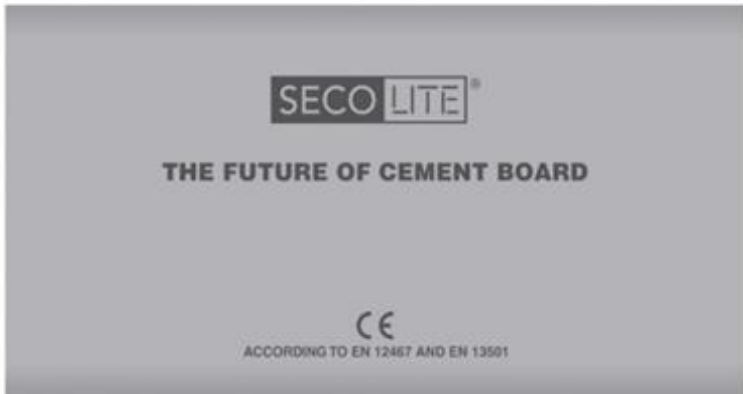 SECO LITE®
THE FUTURE OF CEMENT BOARD
CE
ACCORDING TO EN 12467 AND EN 13501